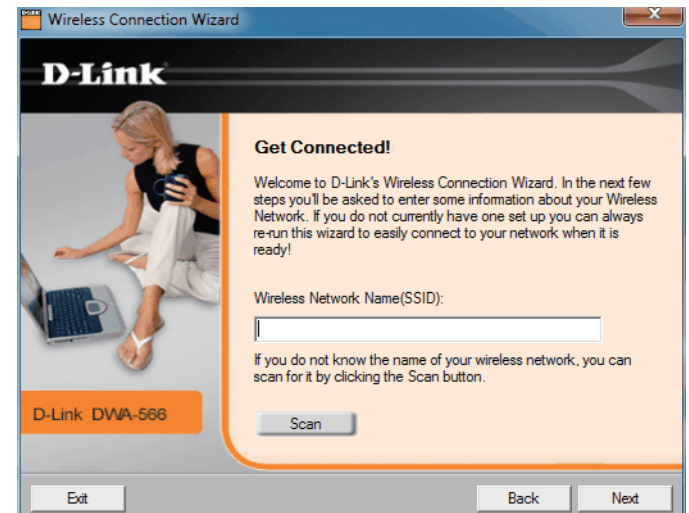 Wireless Connection Wizard
D-Link
Get Connected!
Welcome to D-Link's Wireless Connection Wizard. In the next few
steps you'll be asked to enter some information about your Wireless
Network. If you do not currently have one set up you can always
re-run this wizard to easily connect to your network when it is
ready!
Wireless Network Name(SSID):
If you do not know the name of your wireless network, you can
scan for it by clicking the Scan button.
D-Link DWA-566
Scan
Exit
Back
Next